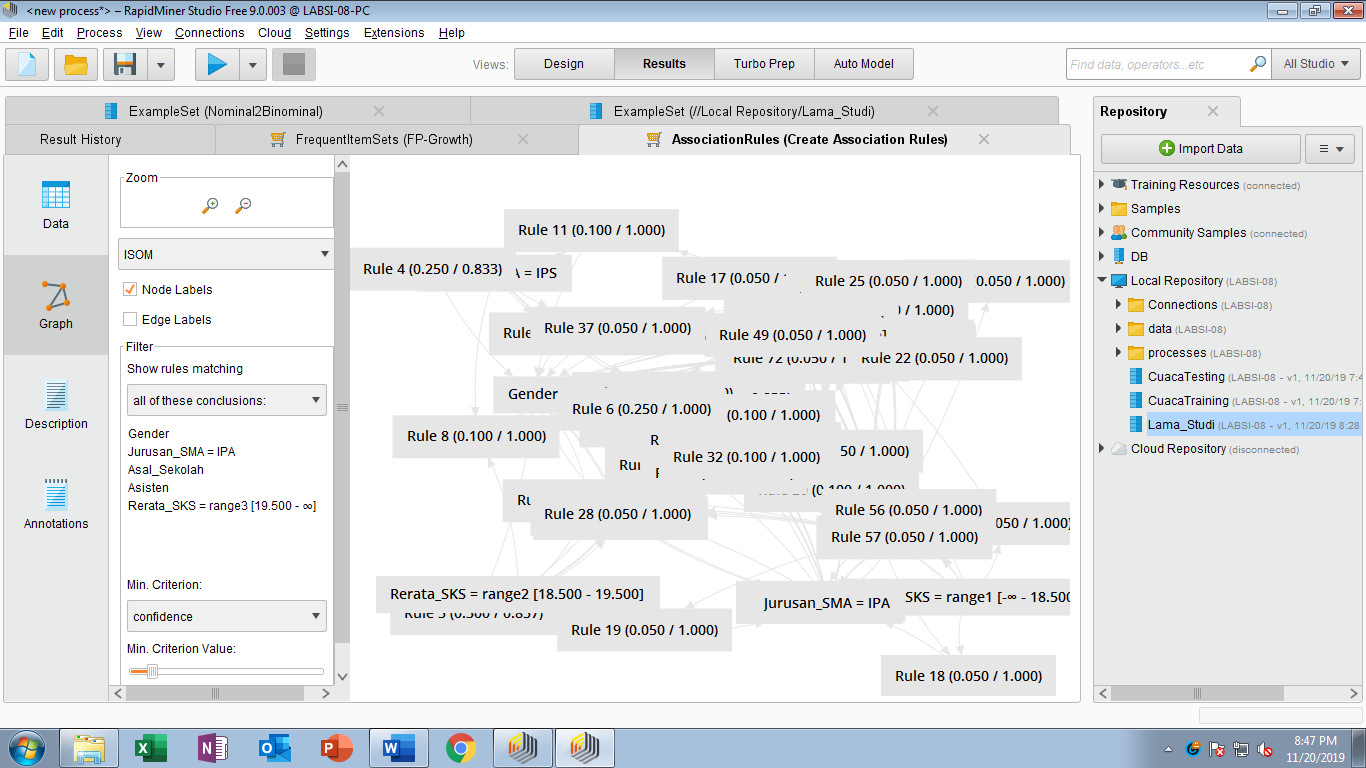 <new process*> – RapidMiner Studio Free 9.0.003 @ LABSI-08-PC
File Edit Process View Connections Cloud Settings Extensions Help
Views: Design Results Turbo Prep Auto Model
Find data, operators...etc
All Studio
ExampleSet (Nominal2Binominal)
ExampleSet (//Local Repository/Lama_Studi)
Result History
FrequentItemSets (FP-Growth)
AssociationRules (Create Association Rules)
Data
Graph
Description
Annotations
Zoom
ISOM
Node Labels
Edge Labels
Filter
Show rules matching
all of these conclusions:
Gender
Jurusan_SMA = IPA
Asal_Sekolah
Asisten
Rerata_SKS = range3 [19.500 - ∞]
Min. Criterion:
confidence
Min. Criterion Value:
Rule 11 (0.100 / 1.000)
Rule 4 (0.250 / 0.833)
= IPS
Rule 17 (0.050 /
Rule 25 (0.050 / 1.000)
0.050 / 1.000)
/ 1.000)
Rule
Rule 37 (0.050 / 1.000)
Rule 49 (0.050 / 1.000)
Rule 72 (0.050 /
Rule 22 (0.050 / 1.000)
Gender
Rule 6 (0.250 / 1.000)
(0.100 / 1.000)
Rule 8 (0.100 / 1.000)
50 / 1.000)
Rule 32 (0.100 / 1.000)
Rule 28 (0.050 / 1.000)
Rule 56 (0.050 / 1.000)
050 / 1.000)
Rule 57 (0.050 / 1.000)
Rerata_SKS = range2 [18.500 - 19.500]
Jurusan_SMA = IPA
SKS = range1 [-∞ - 18.500
Rule 19 (0.050 / 1.000)
Rule 18 (0.050 / 1.000)
Repository
Import Data
Training Resources (connected)
Samples
Community Samples (connected)
DB
Local Repository (LABSI-08)
Connections (LABSI-08)
data (LABSI-08)
processes (LABSI-08)
CuacaTesting (LABSI-08 - v1, 11/20/19 7:4
CuacaTraining (LABSI-08 - v1, 11/20/19 7:
Lama_Studi (LABSI-08 - v1, 11/20/19 8:28
Cloud Repository (disconnected)
8:47 PM
11/20/2019